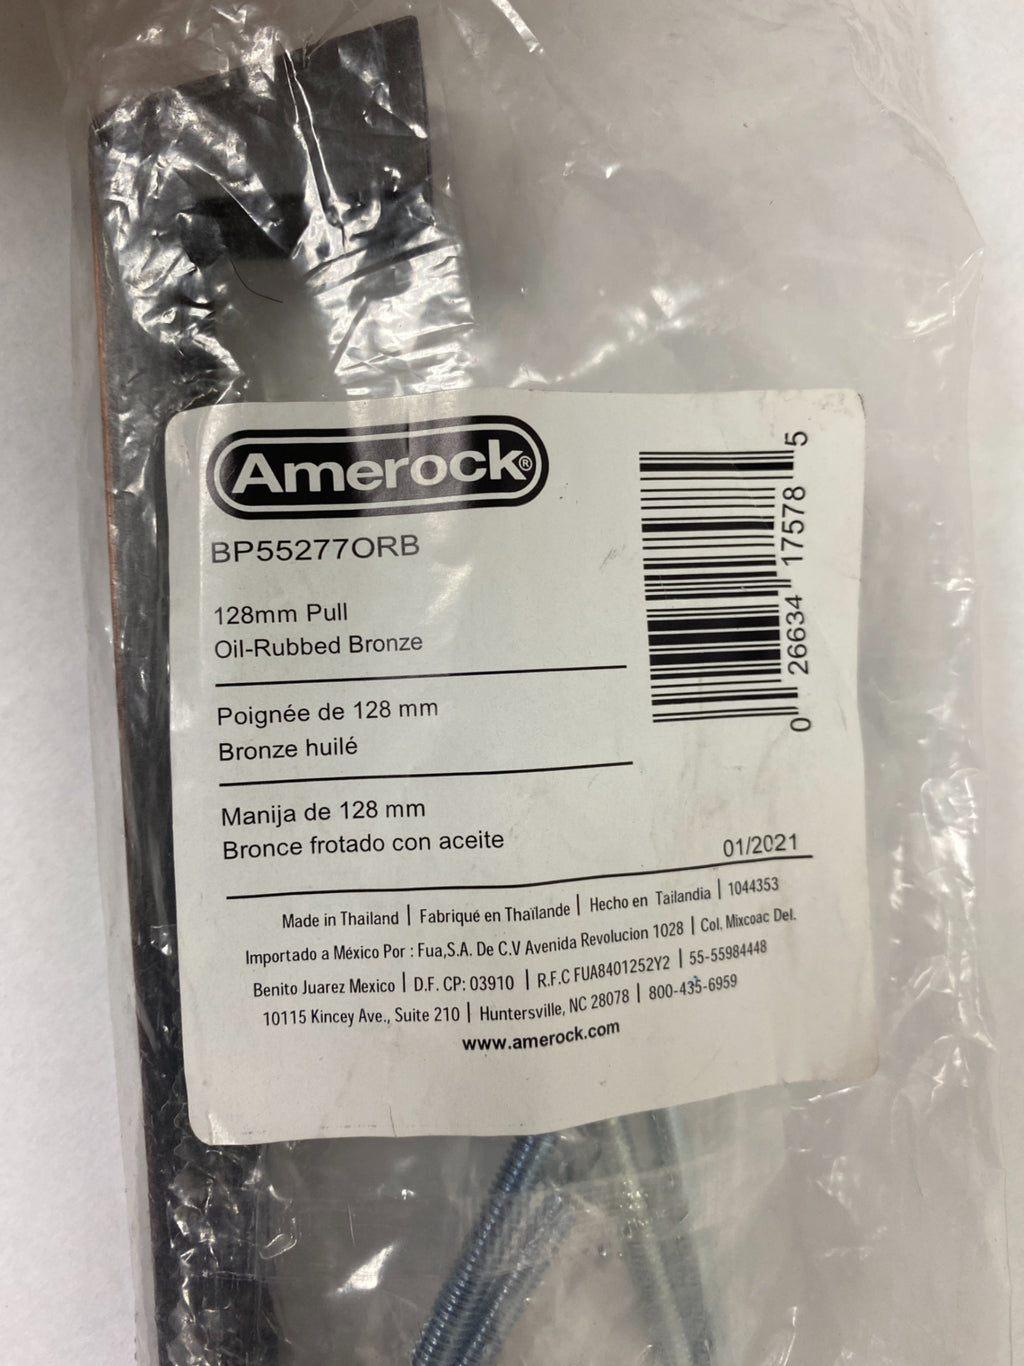 Amerock®
BP55277ORB
128mm Pull
Oil-Rubbed Bronze
Poignée de 128 mm
Bronze huilé
Manija de 128 mm
Bronce frotado con aceite
01/2021
0 26634 17578 5
Made in Thailand | Fabriqué en Thaïlande | Hecho en Tailandia | 1044353
Importado a México Por : Fua,S.A. De C.V Avenida Revolucion 1028 | Col. Mixcoac Del.
Benito Juarez Mexico | D.F. CP: 03910 | R.F.C FUA8401252Y2 | 55-55984448
10115 Kincey Ave., Suite 210 | Huntersville, NC 28078 | 800-435-6959
www.amerock.com